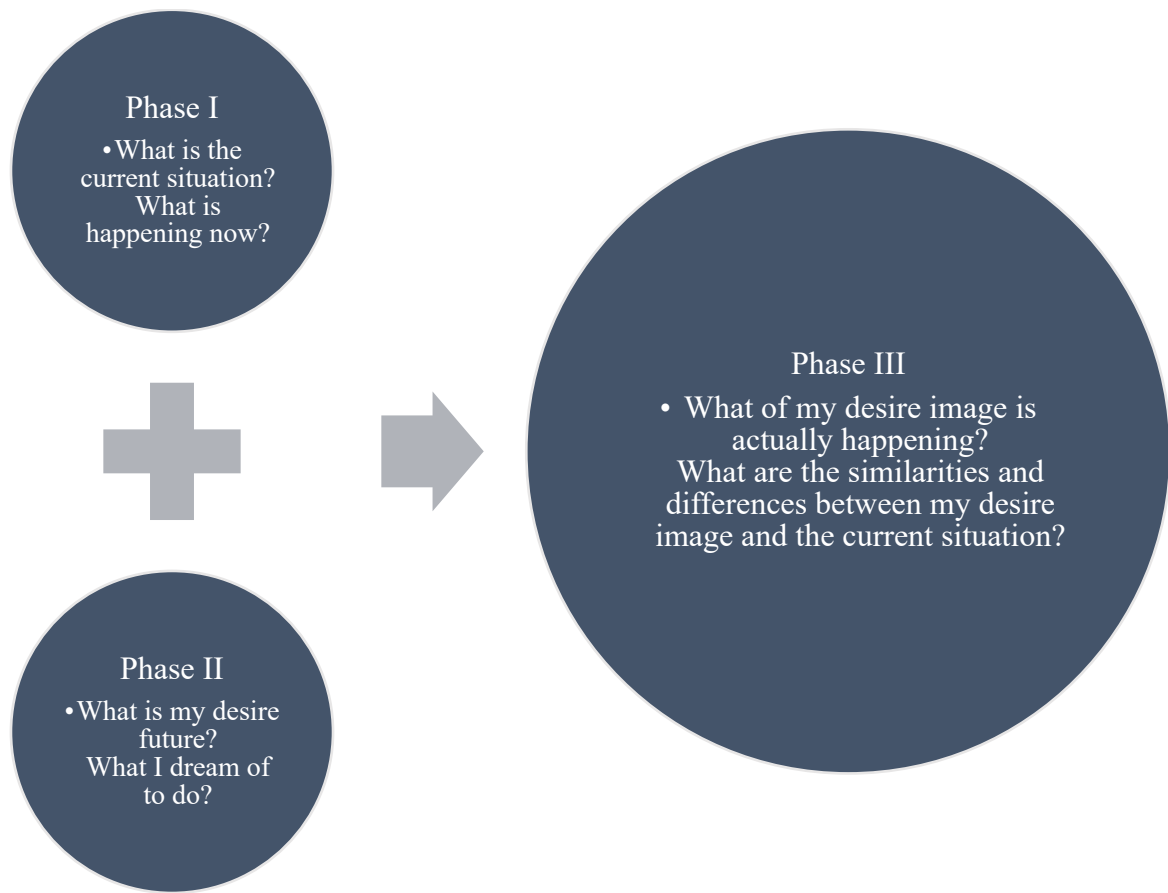 Phase I
•What is the
current situation?
What is
happening now?
Phase II
•What is my desire
future?
What I dream of
to do?
Phase III
• What of my desire image is
actually happening?
What are the similarities and
differences between my desire
image and the current situation?